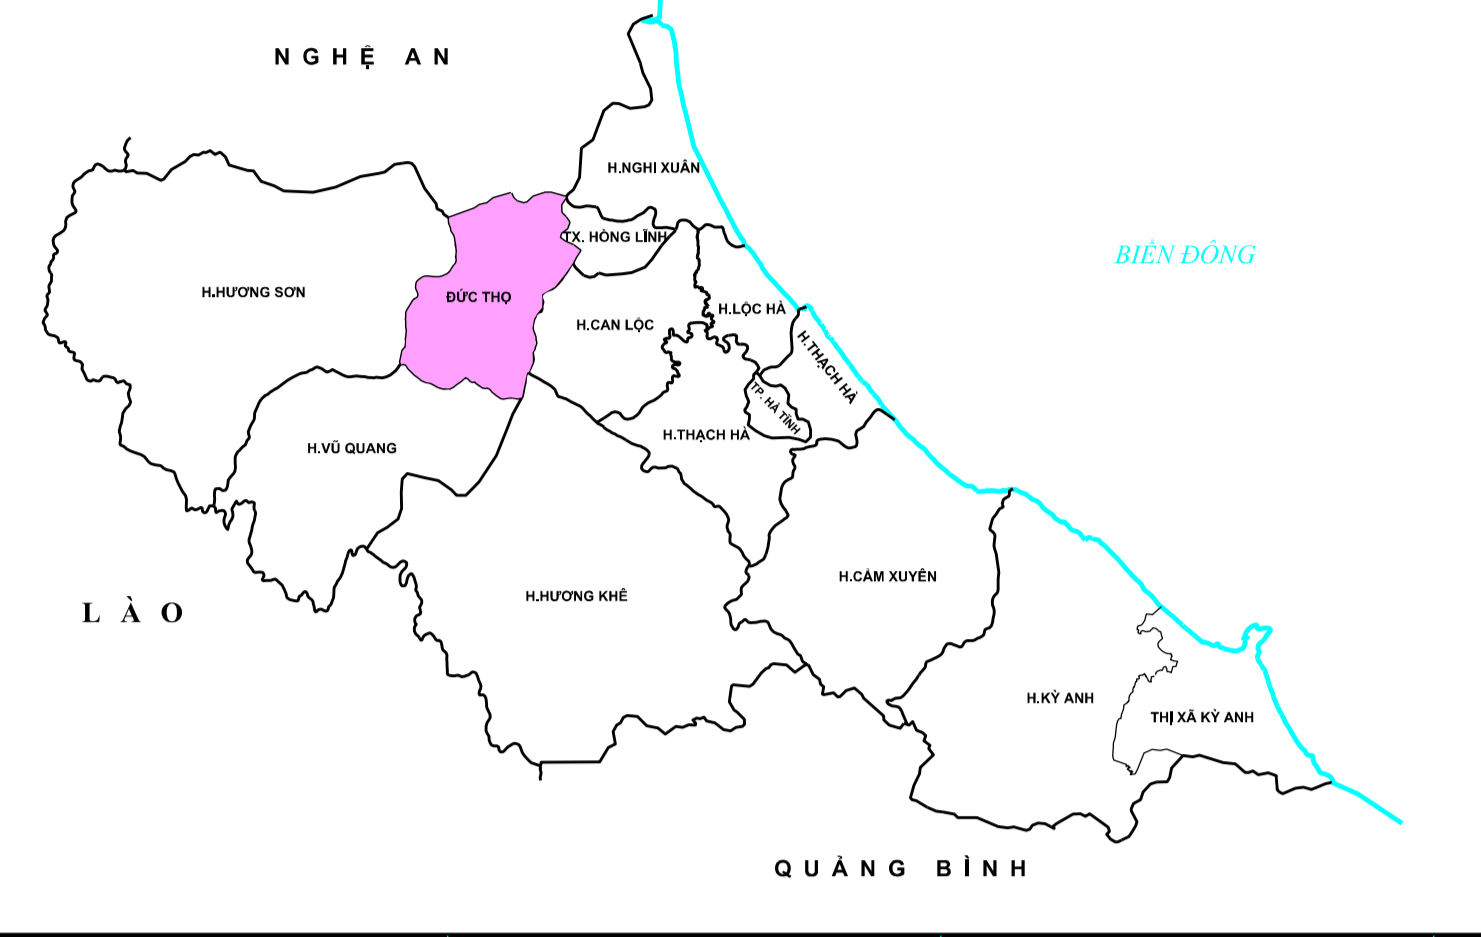 NGHỆ AN
H.NGHI XUÂN
TX. HÒNG LĨNH
BIỂN ĐÔNG
H.HƯƠNG SƠN
ĐỨC THỌ
H.LỘC HÀ
H.CAN LỘC
H.THẠCH HÀ
TP. HÀ TĨNH
H.THẠCH HÀ
H.VŨ QUANG
H.CẨM XUYÊN
H.HƯƠNG KHÊ
LÀO
H.KỲ ANH
THỊ XÃ KỲ ANH
QUẢNG BÌNH